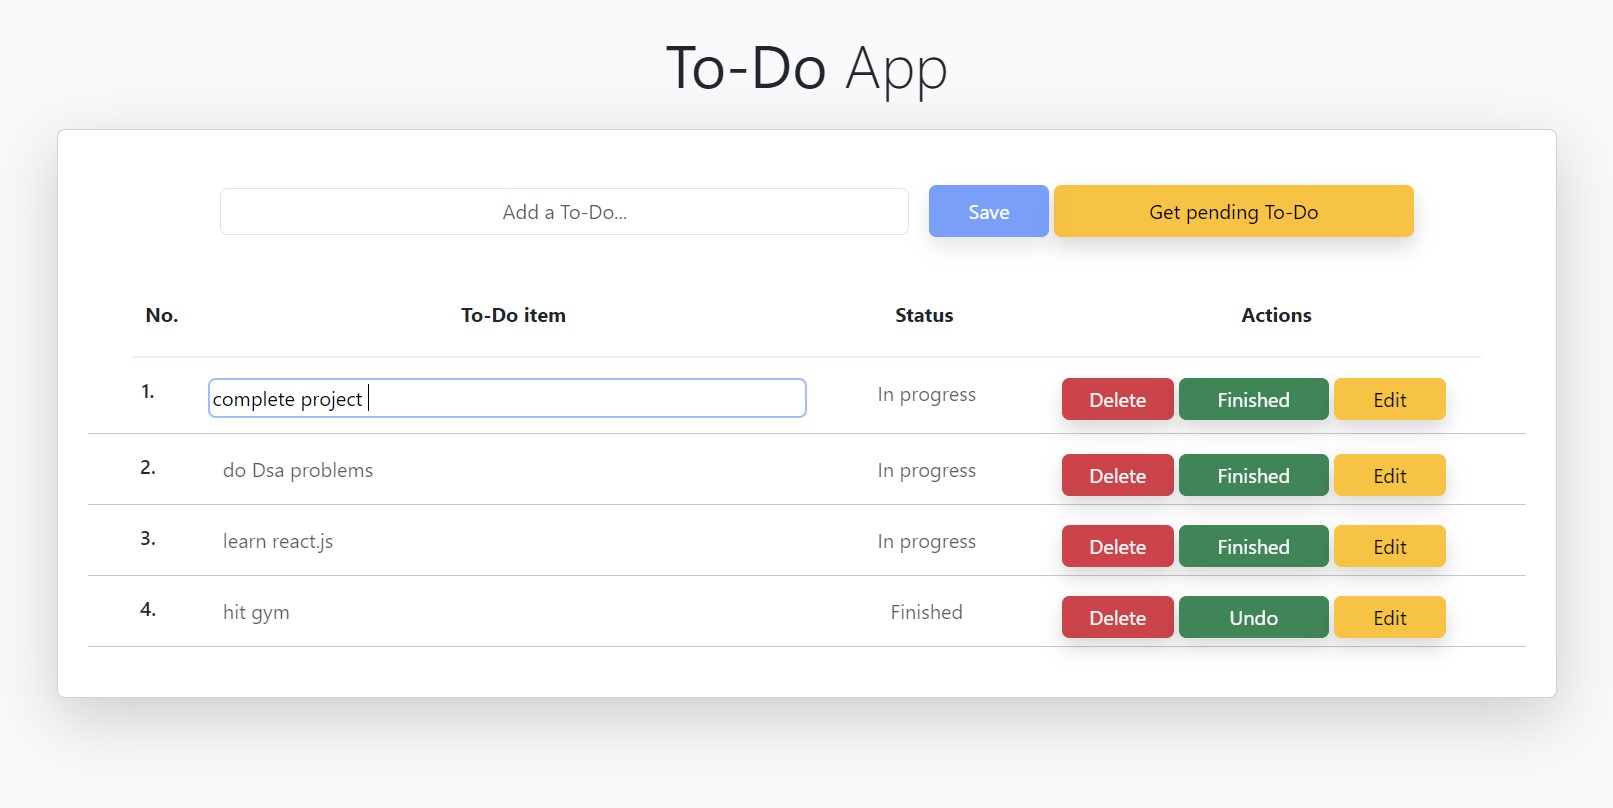 To-Do App
Add a To-Do... Save Get pending To-Do
No. To-Do item Status Actions
1. complete project In progress Delete Finished Edit
2. do Dsa problems In progress Delete Finished Edit
3. learn react.js In progress Delete Finished Edit
4. hit gym Finished Delete Undo Edit